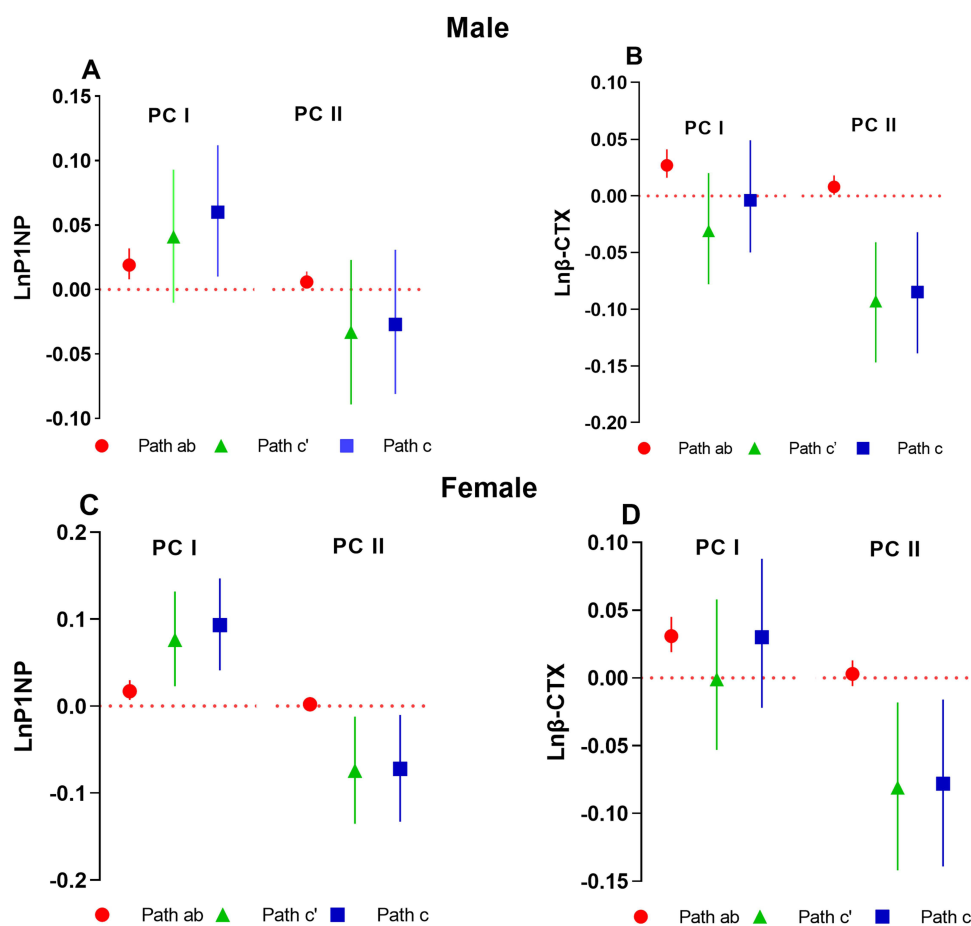 Male
A
B
PC I
PC II
PC I
PC II
LnP1NP
0.15
0.10
0.05
0.00
-0.05
-0.10
Lnβ-CTX
0.10
0.05
0.00
-0.05
-0.10
-0.15
-0.20
Path ab
Path c'
Path c
Path ab
Path c'
Path c
Female
C
D
PC I
PC II
PC I
PC II
LnP1NP
0.2
0.1
0.0
-0.1
-0.2
Lnβ-CTX
0.10
0.05
0.00
-0.05
-0.10
-0.15
Path ab
Path c'
Path c
Path ab
Path c'
Path c